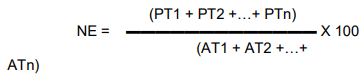 (PT1 + PT2 +...+ PTn)
NE = X 100
(AT1 + AT2 +...+
ATn)